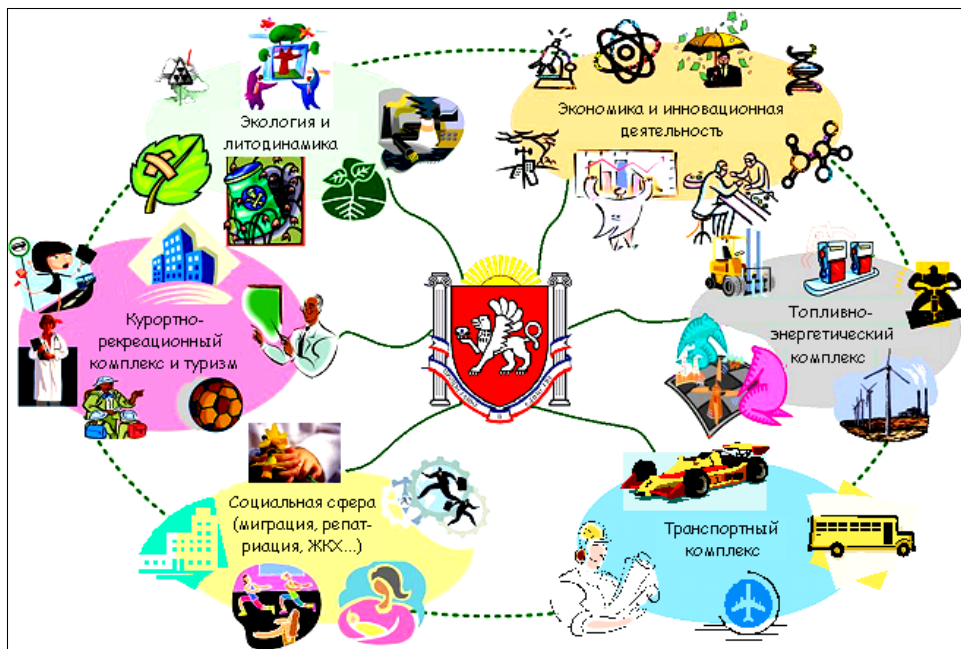 Экология и
литодинамика
Экономика и инновационная
деятельность
Курортно-
рекреационный
комплекс и туризм
Топливно-
энергетический
комплекс
Социальная сфера
(миграция, репат-
риация, ЖКХ...)
Транспортный
комплекс